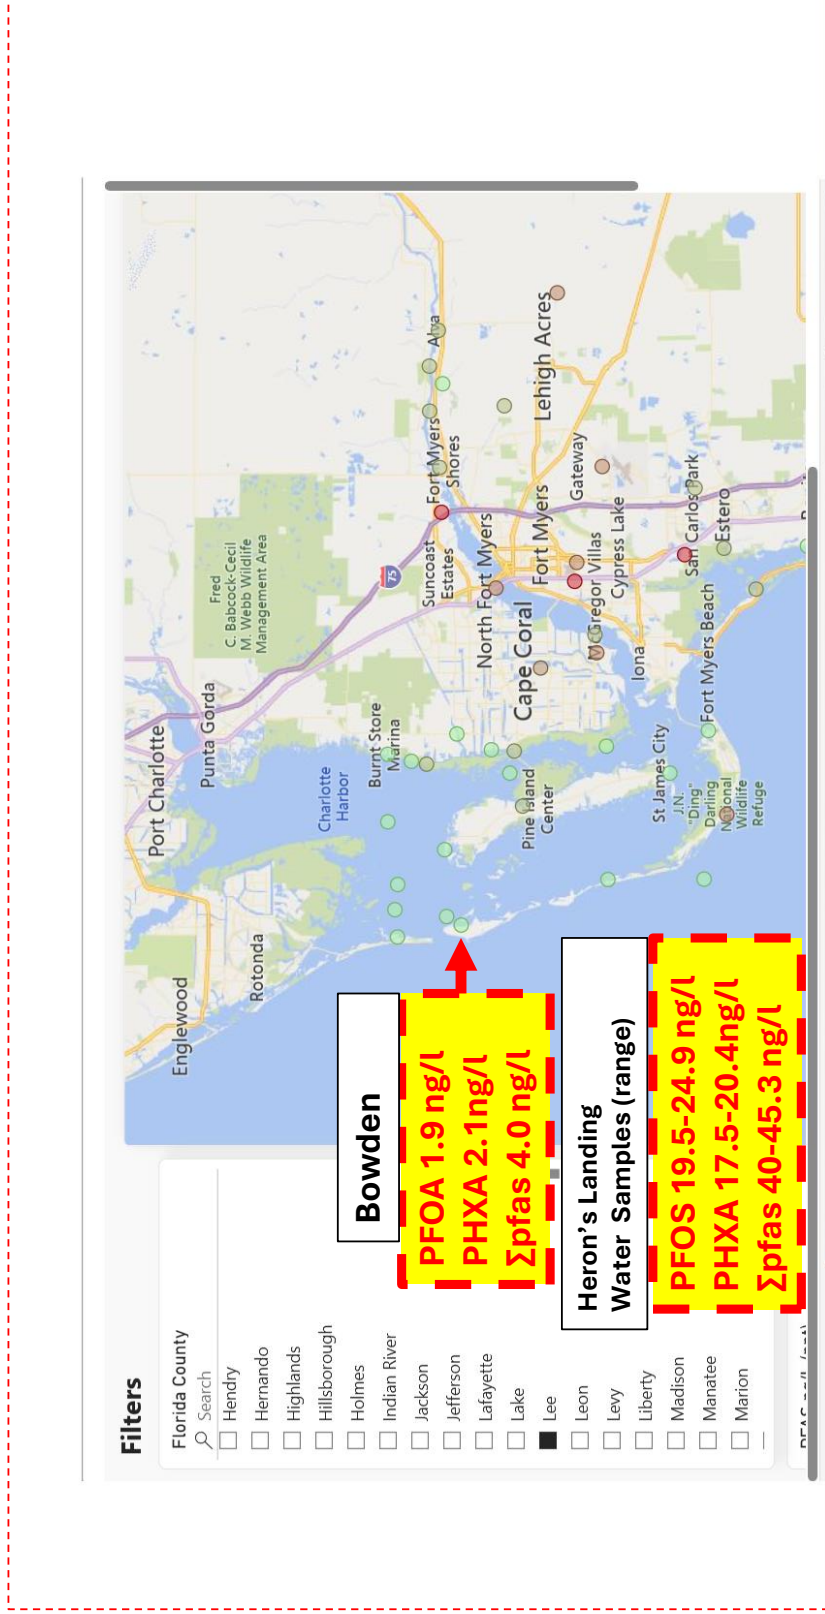 Filters
Florida County
Search
Hendry
Hernando
Highlands
Hillsborough
Holmes
Indian River
Jackson
Jefferson
Lafayette
Lake
Lee
Leon
Levy
Liberty
Madison
Manatee
Marion
Bowden
PFOA 1.9 ng/l
PHXA 2.1ng/l
∑pfas 4.0 ng/l
Heron's Landing
Water Samples (range)
PFOS 19.5-24.9 ng/l
PHXA 17.5-20.4ng/l
∑pfas 40-45.3 ng/l
Englewood
Rotonda
Port Charlotte
Punta Gorda
Charlotte
Harbor
Fred
C. Babcock-Cecil
M. Webb Wildlife
Management Area
75
Burnt Store
Marina
Suncoast
Estates
Fort Myers
Shores
Alva
North Fort Myers
Cape Coral
Fort Myers
Lehigh Acres
Gateway
Pine Island
Center
McGregor Villas
Cypress Lake
Iona
St James City
J.N.
"Ding"
Darling
National
Wildlife
Refuge
Fort Myers Beach
San Carlos Park
Estero